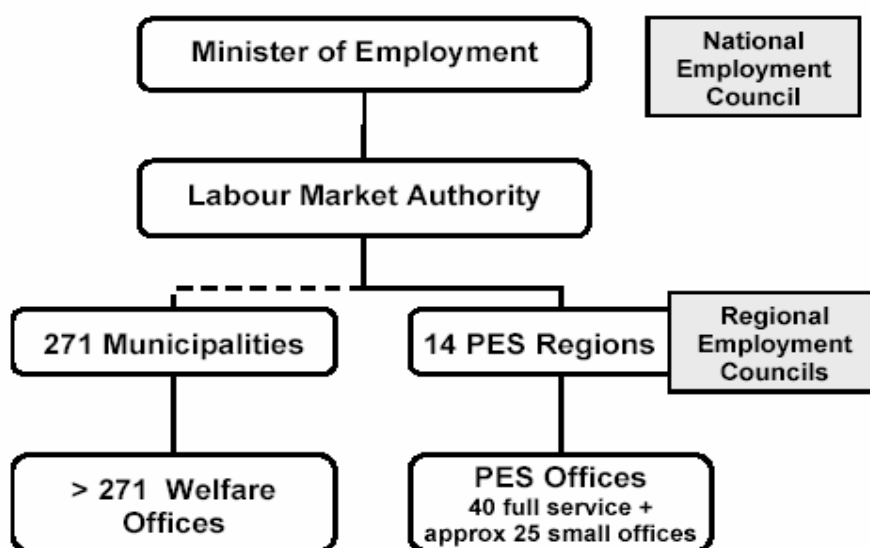 Minister of Employment
National
Employment
Council
Labour Market Authority
271 Municipalities
14 PES Regions
Regional
Employment
Councils
> 271 Welfare
Offices
PES Offices
40 full service +
approx 25 small offices